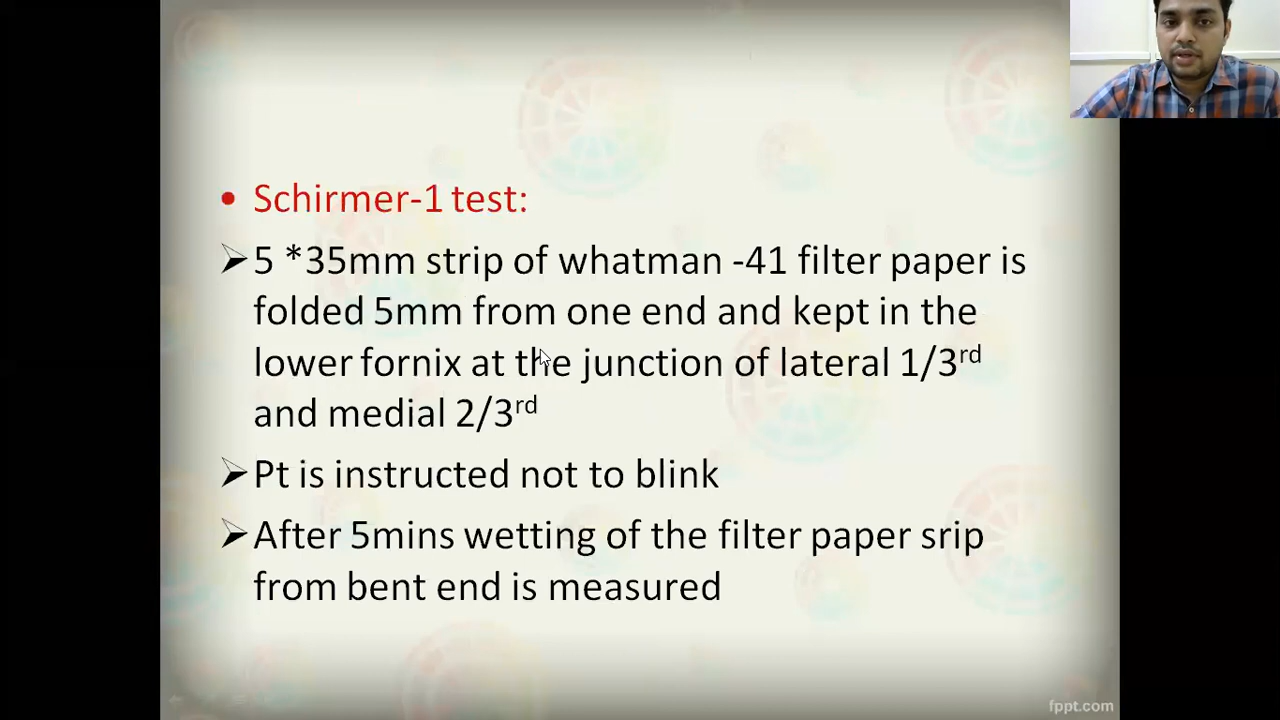 • Schirmer-1 test:
➢5 *35mm strip of whatman -41 filter paper is
folded 5mm from one end and kept in the
lower fornix at the junction of lateral 1/3rd
and medial 2/3rd
➢Pt is instructed not to blink
➢After 5mins wetting of the filter paper srip
from bent end is measured
fppt.com